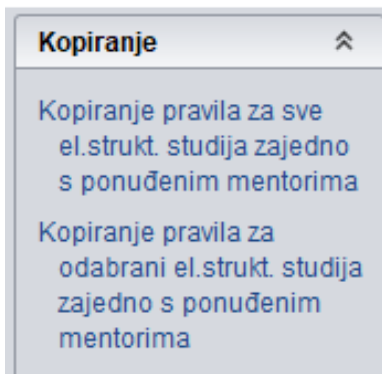 Kopiranje
Kopiranje pravila za sve
el.strukt. studija zajedno
s ponuđenim mentorima
Kopiranje pravila za
odabrani el.strukt. studija
zajedno s ponuđenim
mentorima